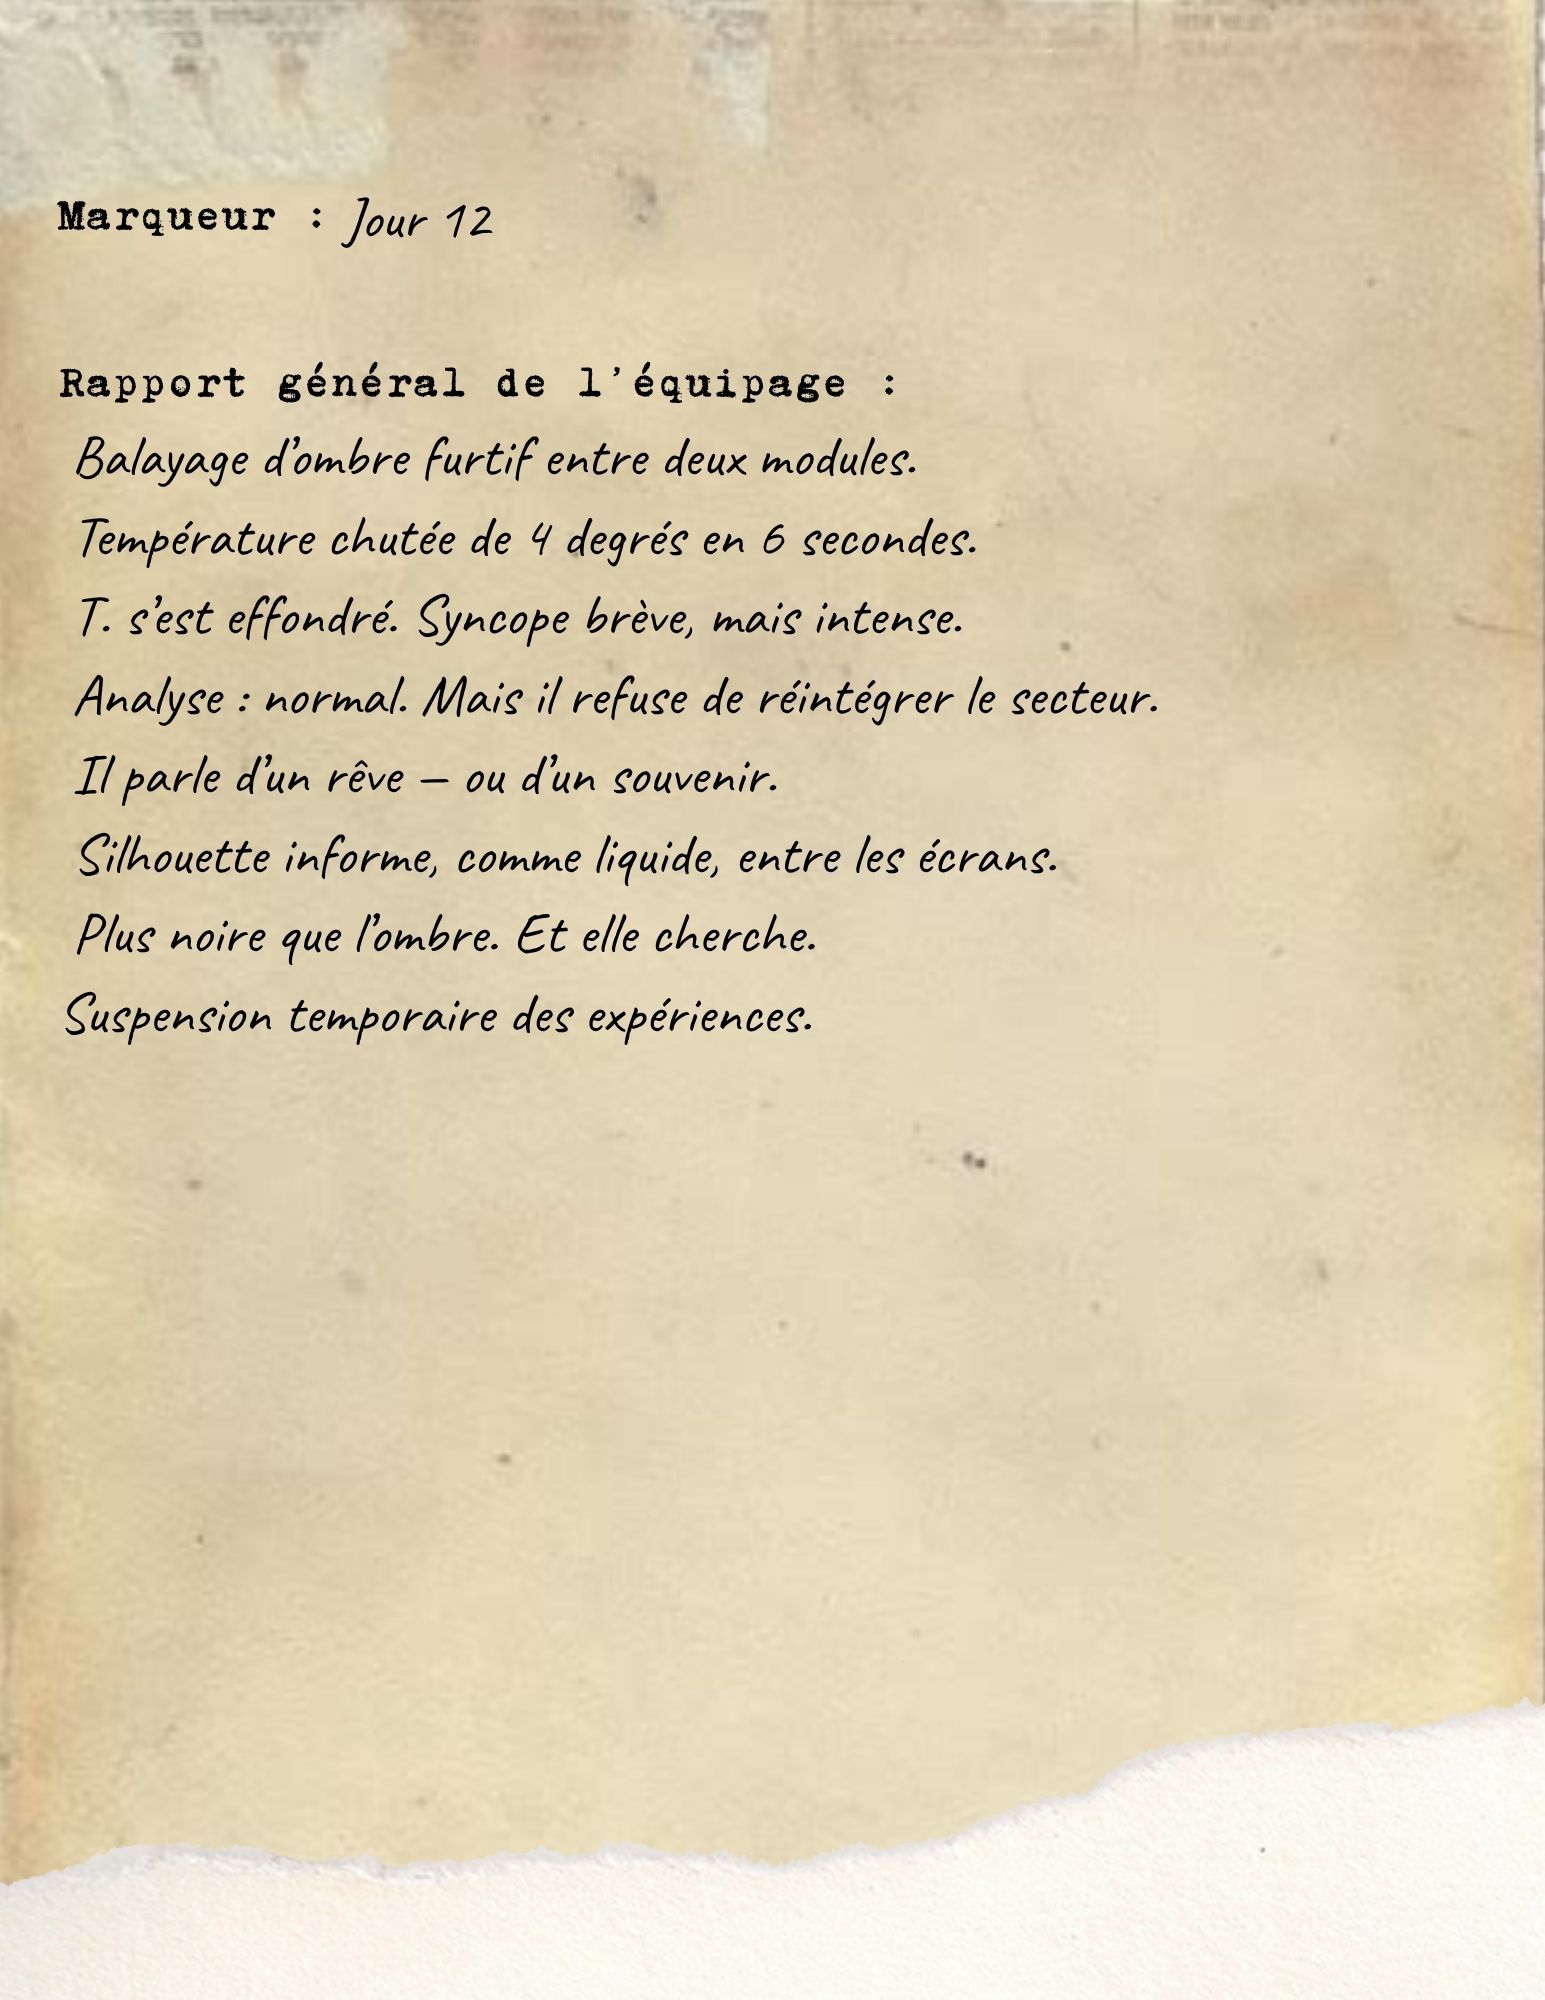 Marqueur : Jour 12
Rapport général de l'équipage :
Balayage d'ombre furtif entre deux modules.
Température chutée de 4 degrés en 6 secondes.
T. s'est effondré. Syncope brève, mais intense.
Analyse : normal. Mais il refuse de réintégrer le secteur.
Il parle d'un rêve – ou d'un souvenir.
Silhouette informe, comme liquide, entre les écrans.
Plus noire que l'ombre. Et elle cherche.
Suspension temporaire des expériences.